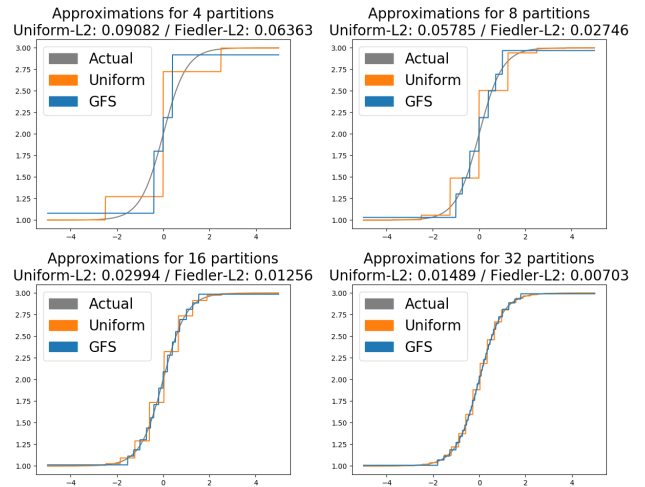 Approximations for 4 partitions
Uniform-L2: 0.09082 / Fiedler-L2: 0.06363
3.00
2.75
2.50
2.25
2.00
1.75
1.50
1.25
1.00
Actual
Uniform
GFS
−4 −2 0 2 4
Approximations for 8 partitions
Uniform-L2: 0.05785 / Fiedler-L2: 0.02746
3.00
2.75
2.50
2.25
2.00
1.75
1.50
1.25
1.00
Actual
Uniform
GFS
−4 −2 0 2 4
Approximations for 16 partitions
Uniform-L2: 0.02994 / Fiedler-L2: 0.01256
3.00
2.75
2.50
2.25
2.00
1.75
1.50
1.25
1.00
Actual
Uniform
GFS
−4 −2 0 2 4
Approximations for 32 partitions
Uniform-L2: 0.01489 / Fiedler-L2: 0.00703
3.00
2.75
2.50
2.25
2.00
1.75
1.50
1.25
1.00
Actual
Uniform
GFS
−4 −2 0 2 4